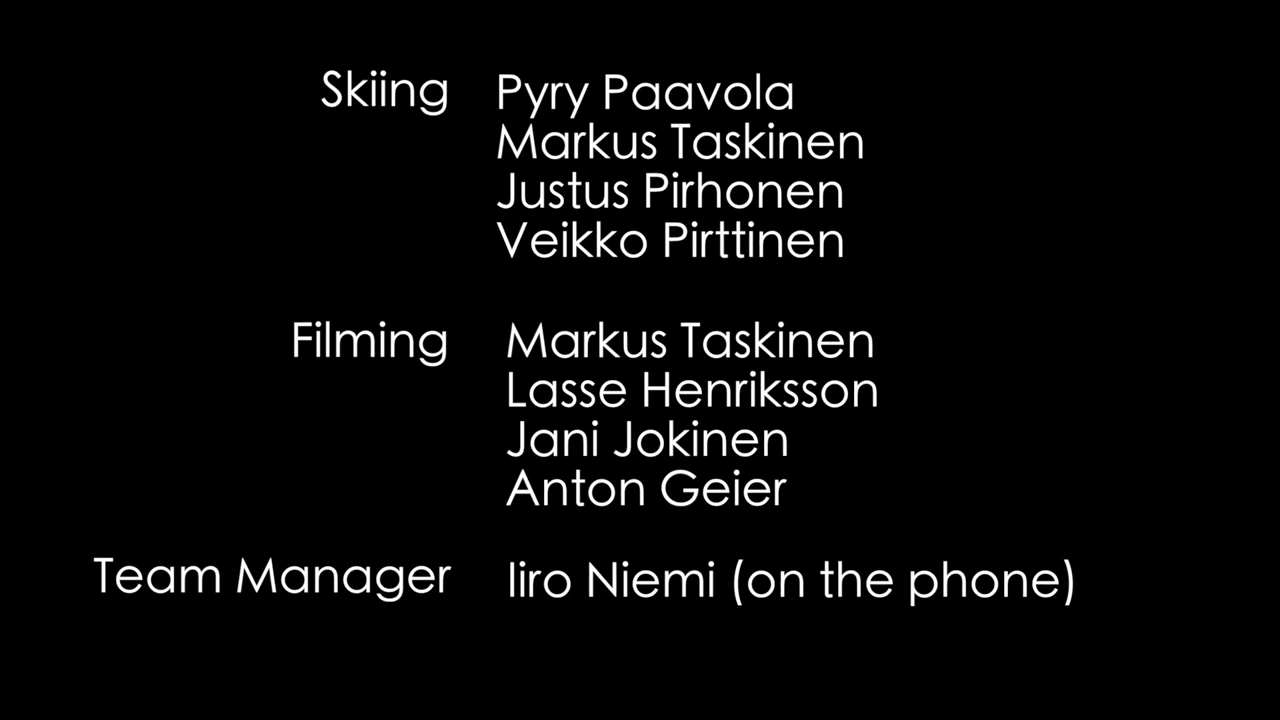 Skiing Pyry Paavola
Markus Taskinen
Justus Pirhonen
Veikko Pirttinen
Filming Markus Taskinen
Lasse Henriksson
Jani Jokinen
Anton Geier
Team Manager Iiro Niemi (on the phone)